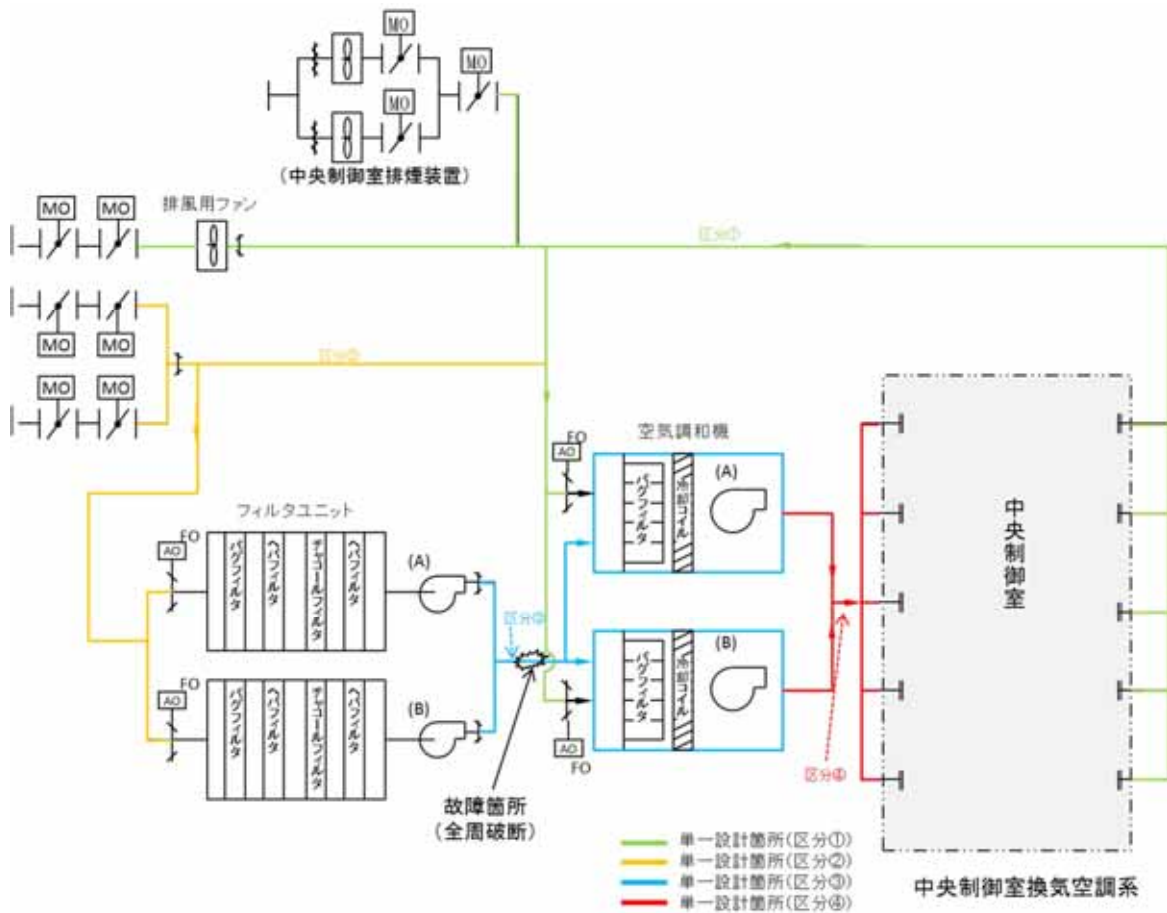 MO
MO
MO
(中央制御室排煙装置)
MO
MO
排風用ファン
区分①
MO
MO
区分②
MO
MO
FO
AO
空気調和機
(A)
バグフィルタ
冷却コイル
中央制御室
フィルタユニット
FO
AO
バグフィルタ
ヘパフィルタ
チャコールフィルタ
ヘパフィルタ
(A)
区分③
(B)
バグフィルタ
冷却コイル
FO
AO
バグフィルタ
ヘパフィルタ
チャコールフィルタ
ヘパフィルタ
(B)
AO
FO
区分④
故障箇所
(全周破断)
単一設計箇所(区分①)
単一設計箇所(区分②)
単一設計箇所(区分③)
単一設計箇所(区分④)
中央制御室換気空調系